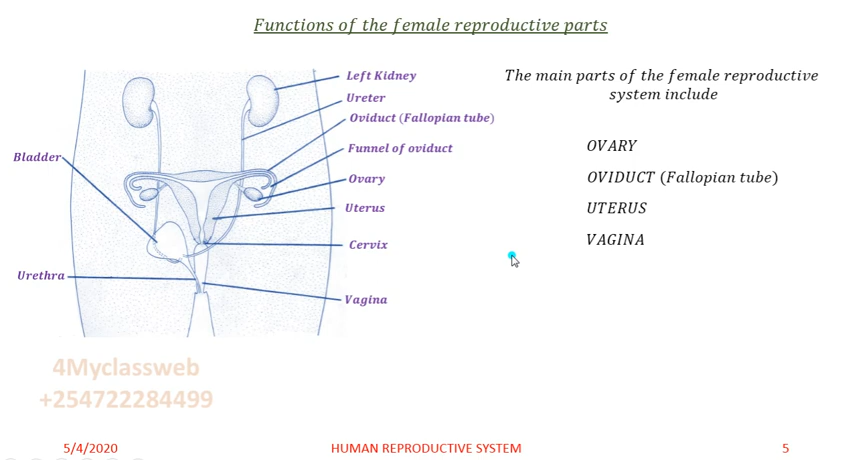 Functions of the female reproductive parts
Left Kidney
Ureter
Oviduct (Fallopian tube)
Funnel of oviduct
Ovary
Uterus
Cervix
Vagina
Bladder
Urethra
The main parts of the female reproductive
system include
OVARY
OVIDUCT (Fallopian tube)
UTERUS
VAGINA
4Myclassweb
+254722284499
5/4/2020
HUMAN REPRODUCTIVE SYSTEM
5